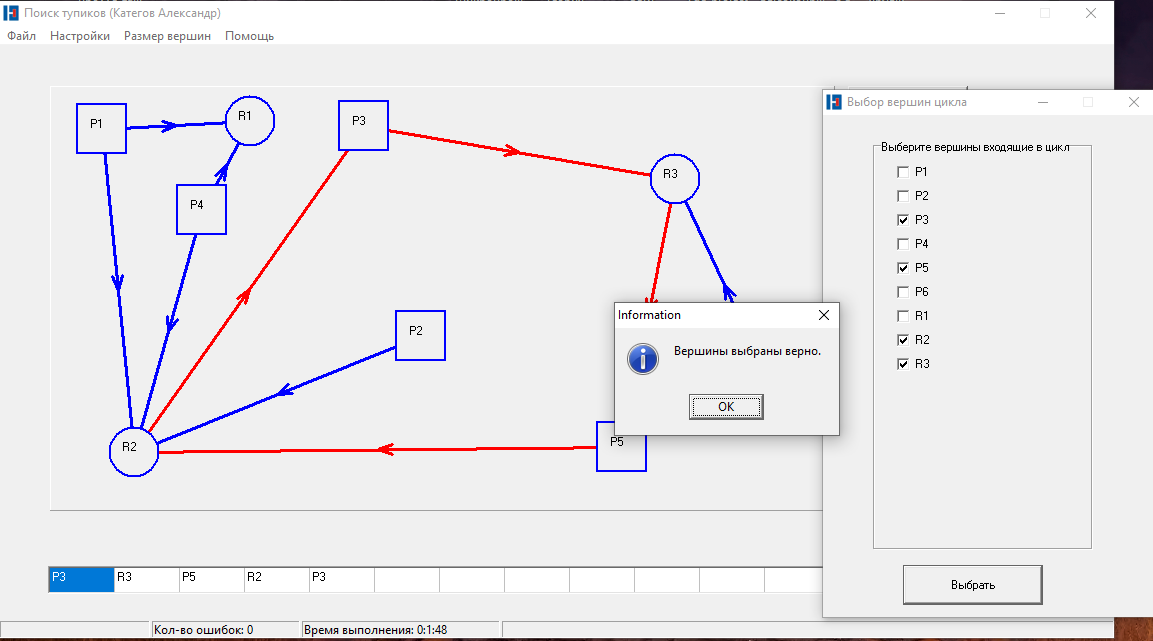 Поиск тупиков (Категов Александр)
Файл Настройки Размер вершин Помощь
P1
R1
P3
P4
R3
P2
R2
P5
Выбор вершин цикла
Выберите вершины входящие в цикл
P1
P2
P3
P4
P5
P6
R1
R2
R3
Выбрать
Information
Вершины выбраны верно.
OK
P3 R3 P5 R2 P3
Кол-во ошибок: 0 Время выполнения: 0:1:48